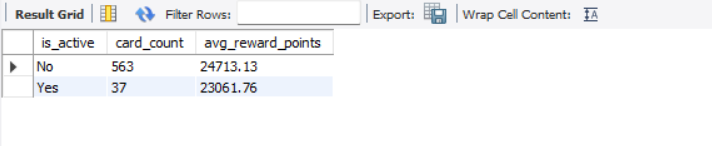 Result Grid Filter Rows: Export: Wrap Cell Content: IA
is_active card_count avg_reward_points
No 563 24713.13
Yes 37 23061.76